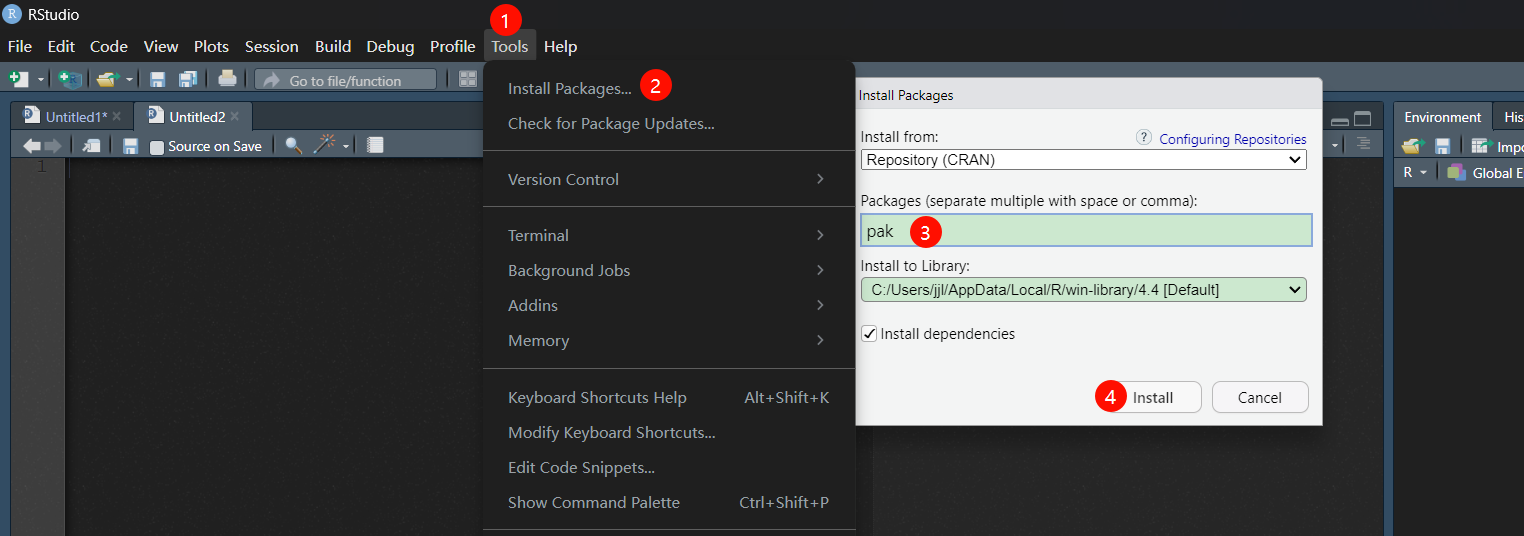 RStudio
1
File Edit Code View Plots Session Build Debug Profile Tools Help
Go to file/function
Untitled1* Untitled2
Source on Save
1
Install Packages... 2
Check for Package Updates...
Version Control
Terminal
Background Jobs
Addins
Memory
Keyboard Shortcuts Help Alt+Shift+K
Modify Keyboard Shortcuts...
Edit Code Snippets...
Show Command Palette Ctrl+Shift+P
Install Packages
Install from: ? Configuring Repositories
Repository (CRAN)
Packages (separate multiple with space or comma):
pak 3
Install to Library:
C:/Users/jjl/AppData/Local/R/win-library/4.4 [Default]
Install dependencies
4 Install Cancel
Environment His
Impo
R Global E